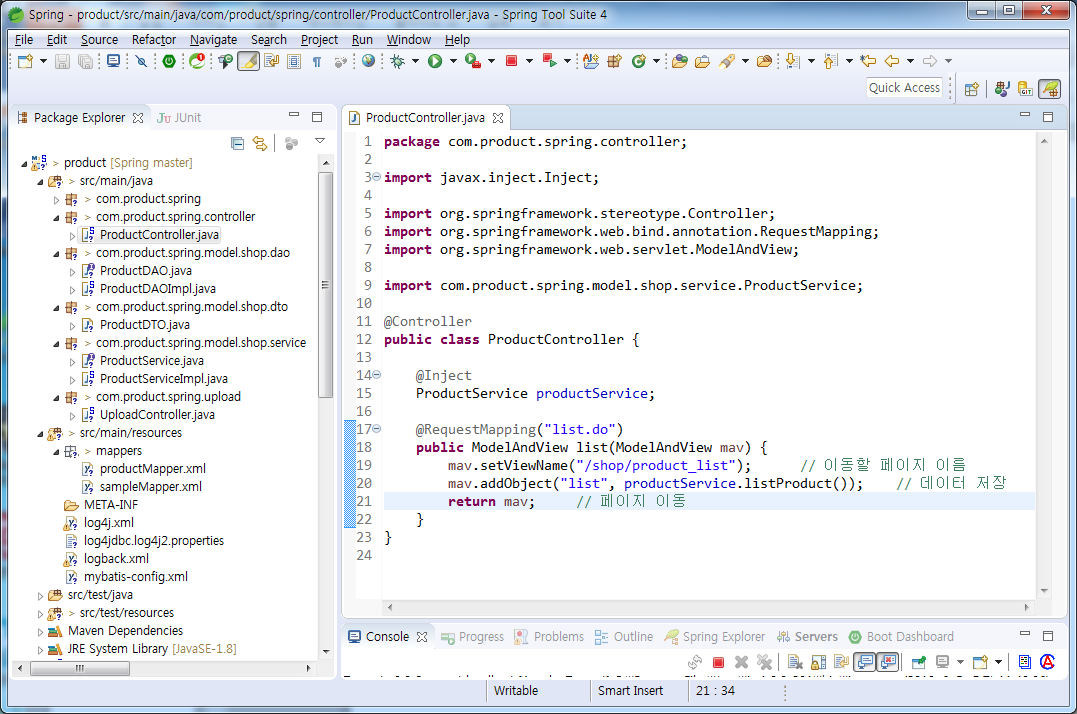 Spring - product/src/main/java/com/product/spring/controller/ProductController.java - Spring Tool Suite 4
File Edit Source Refactor Navigate Search Project Run Window Help
Quick Access
GIT
Package Explorer JUnit
product [Spring master]
> src/main/java
> com.product.spring
> com.product.spring.controller
ProductController.java
> com.product.spring.model.shop.dao
ProductDAO.java
ProductDAOImpl.java
> com.product.spring.model.shop.dto
ProductDTO.java
> com.product.spring.model.shop.service
ProductService.java
ProductServiceImpl.java
> com.product.spring.upload
UploadController.java
> src/main/resources
> mappers
productMapper.xml
sampleMapper.xml
META-INF
log4j.xml
log4jdbc.log4j2.properties
logback.xml
mybatis-config.xml
src/test/java
> src/test/resources
Maven Dependencies
JRE System Library [JavaSE-1.8]
ProductController.java
1 package com.product.spring.controller;
2
3 import javax.inject.Inject;
4
5 import org.springframework.stereotype.Controller;
6 import org.springframework.web.bind.annotation.RequestMapping;
7 import org.springframework.web.servlet.ModelAndView;
8
9 import com.product.spring.model.shop.service.ProductService;
10
11 @Controller
12 public class ProductController {
13
14 @Inject
15 ProductService productService;
16
17 @RequestMapping("list.do")
18 public ModelAndView list(ModelAndView mav) {
19 mav.setViewName("/shop/product_list"); // 이동할 페이지 이름
20 mav.addObject("list", productService.listProduct()); // 데이터 저장
21 return mav; // 페이지 이동
22 }
23 }
24
Console Progress Problems Outline Spring Explorer Servers Boot Dashboard
Writable Smart Insert 21 : 34